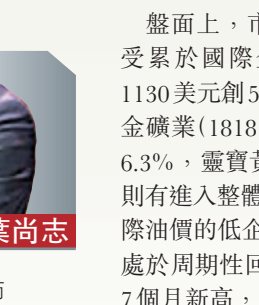 盤面上，市
受累於國際金
1130美元創5
金礦業(1818
6.3%，靈寶黃
則有進入整體
際油價的低企
處於周期性回
7個月新高，
葉尚志